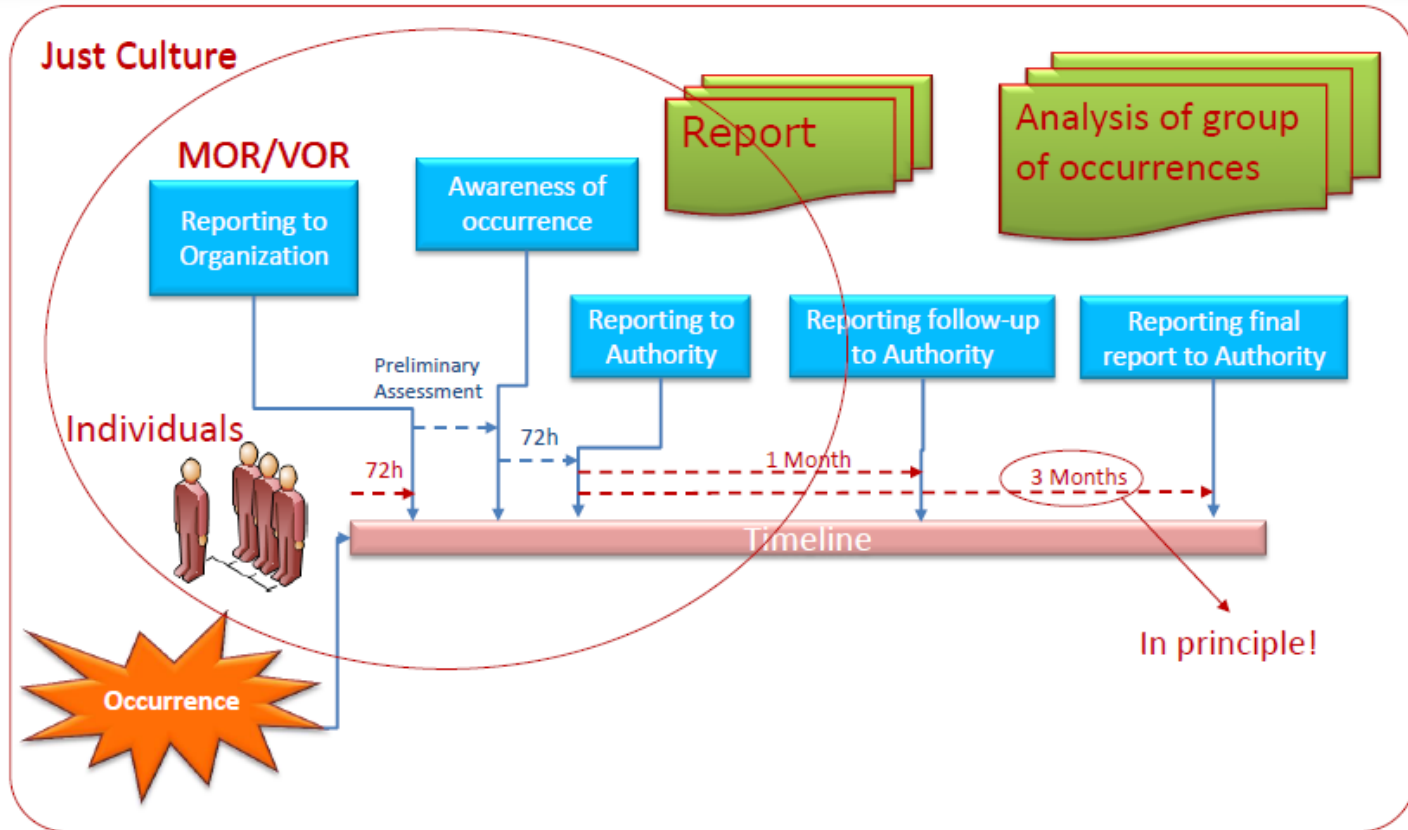 Just Culture
MOR/VOR
Reporting to
Organization
Awareness of
occurrence
Report
Analysis of group
of occurrences
Reporting to
Authority
Reporting follow-up
to Authority
Reporting final
report to Authority
Preliminary
Assessment
Individuals
72h
72h
1 Month
3 Months
Timeline
In principle!
Occurrence